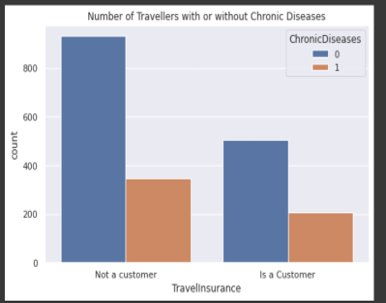 Number of Travellers with or without Chronic Diseases
ChronicDiseases
0
1
count
800
600
400
200
0
Not a customer
Is a Customer
TravelInsurance